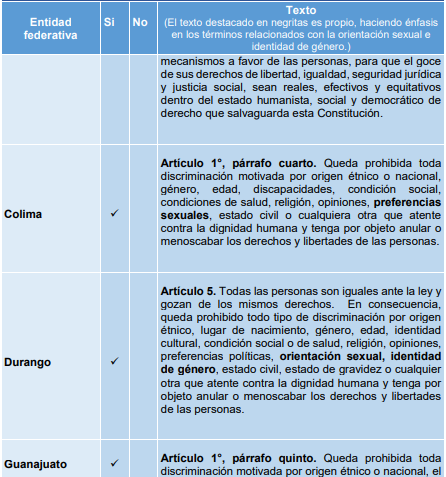 Entidad federativa
Si
No
Texto
(El texto destacado en negritas es propio, haciendo énfasis
en los términos relacionados con la orientación sexual e
identidad de género.)
mecanismos a favor de las personas, para que el goce
de sus derechos de libertad, igualdad, seguridad jurídica
y justicia social, sean reales, efectivos y equitativos
dentro del estado humanista, social y democrático de
derecho que salvaguarda esta Constitución.
Colima
✓
Artículo 1°, párrafo cuarto. Queda prohibida toda
discriminación motivada por origen étnico o nacional,
género, edad, discapacidades, condición social,
condiciones de salud, religión, opiniones, preferencias
sexuales, estado civil o cualquiera otra que atente
contra la dignidad humana y tenga por objeto anular o
menoscabar los derechos y libertades de las personas.
Durango
✓
Artículo 5. Todas las personas son iguales ante la ley y
gozan de los mismos derechos. En consecuencia,
queda prohibido todo tipo de discriminación por origen
étnico, lugar de nacimiento, género, edad, identidad
cultural, condición social o de salud, religión, opiniones,
preferencias políticas, orientación sexual, identidad
de género, estado civil, estado de gravidez o cualquier
otra que atente contra la dignidad humana y tenga por
objeto anular o menoscabar los derechos y libertades
de las personas.
Guanajuato
✓
Artículo 1°, párrafo quinto. Queda prohibida toda
discriminación motivada por origen étnico o nacional, el